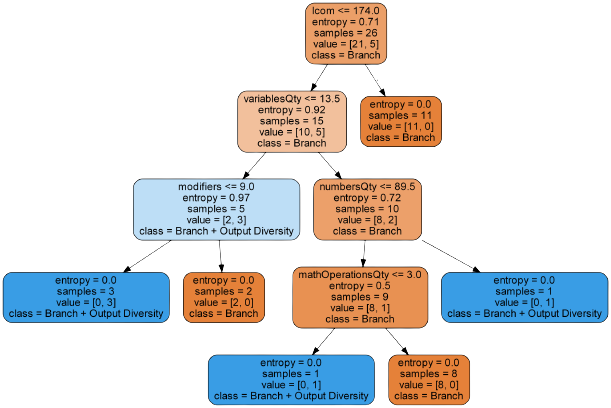 lcom <= 174.0
entropy = 0.71
samples = 26
value = [21, 5]
class = Branch
variablesQty <= 13.5
entropy = 0.92
samples = 15
value = [10, 5]
class = Branch
entropy = 0.0
samples = 11
value = [11, 0]
class = Branch
modifiers <= 9.0
entropy = 0.97
samples = 5
value = [2, 3]
class = Branch + Output Diversity
numbersQty <= 89.5
entropy = 0.72
samples = 10
value = [8, 2]
class = Branch
entropy = 0.0
samples = 3
value = [0, 3]
class = Branch + Output Diversity
entropy = 0.0
samples = 2
value = [2, 0]
class = Branch
mathOperationsQty <= 3.0
entropy = 0.5
samples = 9
value = [8, 1]
class = Branch
entropy = 0.0
samples = 1
value = [0, 1]
class = Branch + Output Diversity
entropy = 0.0
samples = 1
value = [0, 1]
class = Branch + Output Diversity
entropy = 0.0
samples = 8
value = [8, 0]
class = Branch